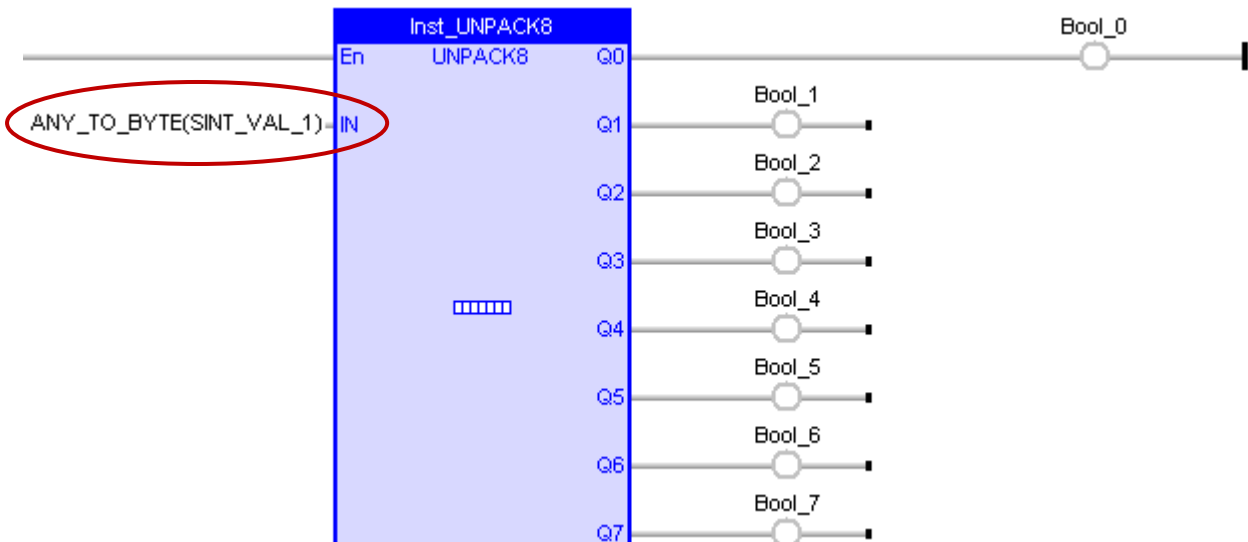 Inst_UNPACK8
Bool_0
En UNPACK8 Q0
Bool_1
ANY_TO_BYTE(SINT_VAL_1) IN Q1
Bool_2
Q2
Bool_3
Q3
Bool_4
Q4
Bool_5
Q5
Bool_6
Q6
Bool_7
Q7